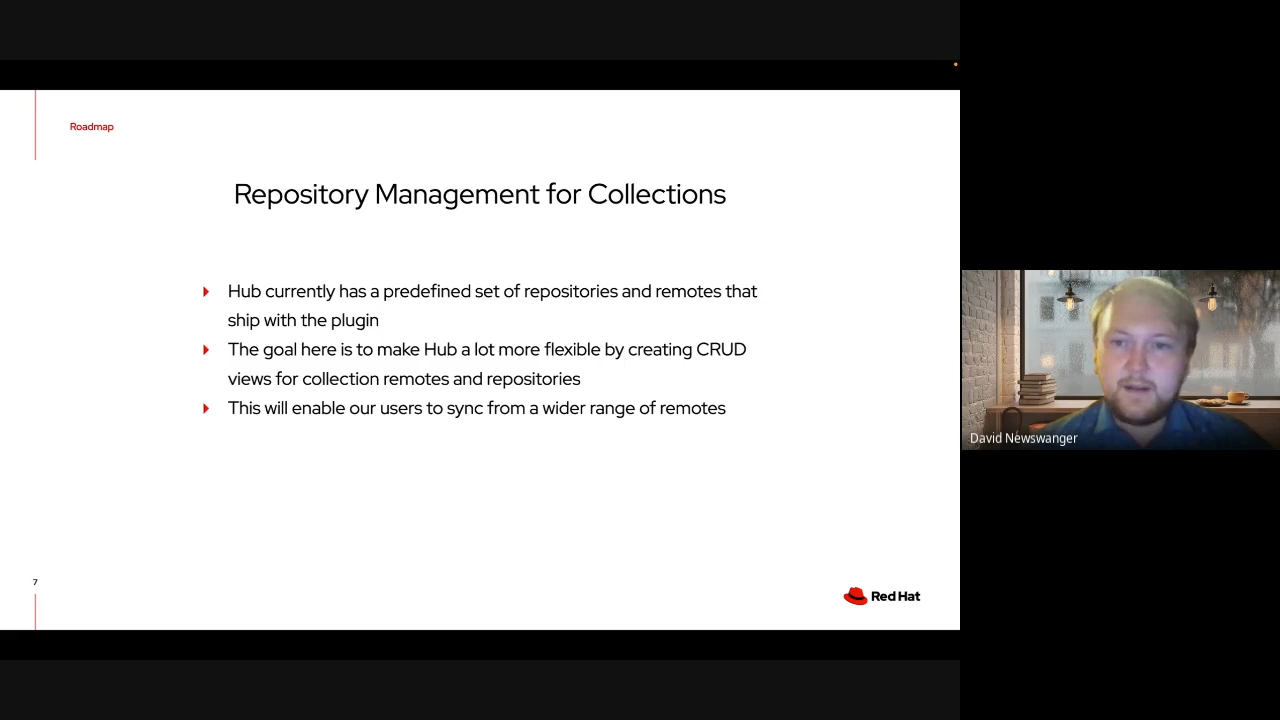 Roadmap
Repository Management for Collections
Hub currently has a predefined set of repositories and remotes that
ship with the plugin
The goal here is to make Hub a lot more flexible by creating CRUD
views for collection remotes and repositories
This will enable our users to sync from a wider range of remotes
David Newswanger
7
Red Hat